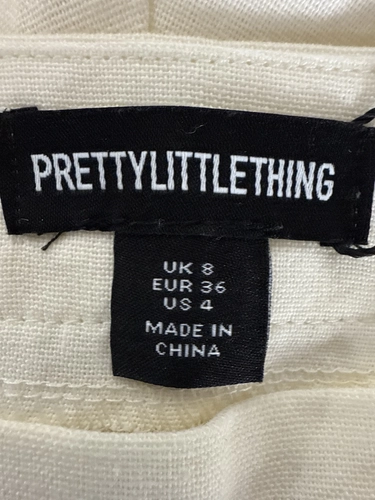 PRETTYLITTLETHING
UK 8
EUR 36
US 4
MADE IN
CHINA